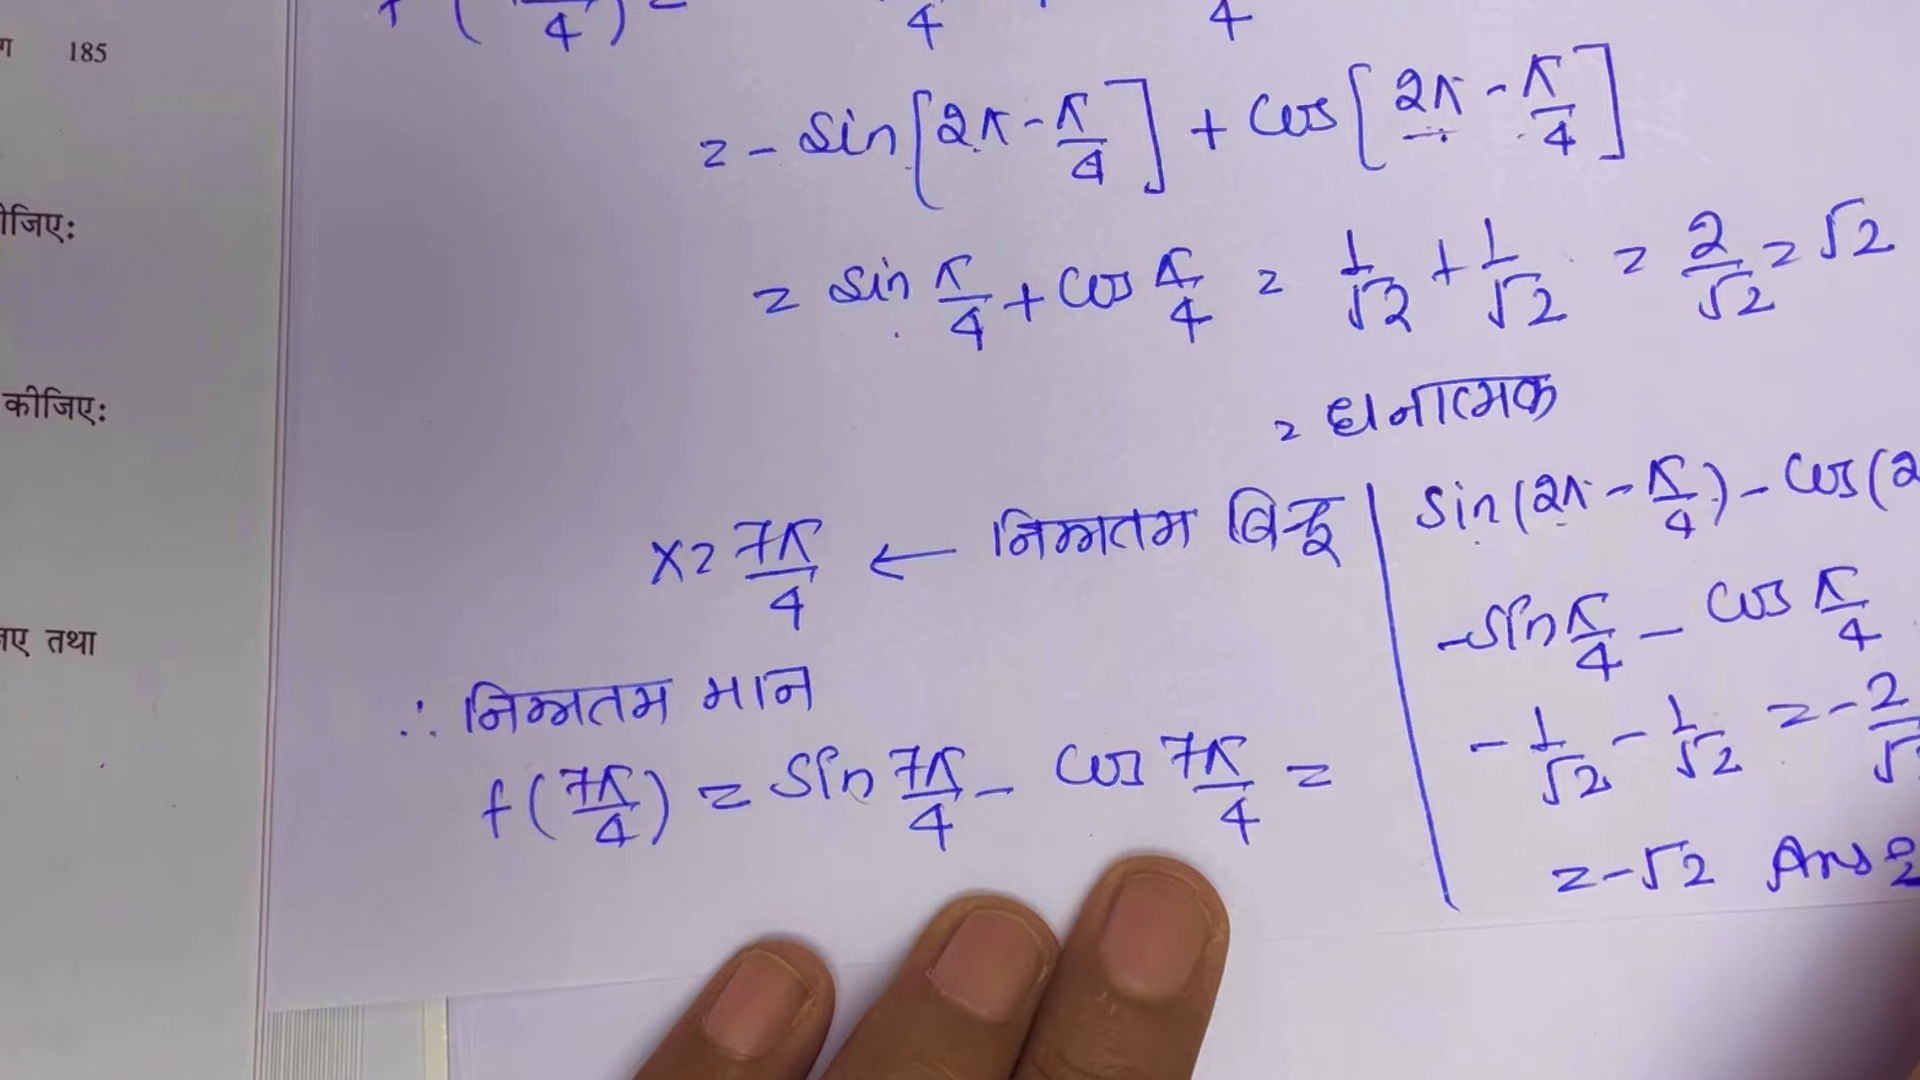 185
= - sin[2π - π/4] + cos[2π - π/4]
= sin π/4 + cos π/4 = 1/√2 + 1/√2 = 2/√2 = √2
= धनात्मक
x = 7π/4 ← निम्नतम बिन्दू
∴ निम्नतम मान
f(7π/4) = sin 7π/4 - cos 7π/4 =
sin(2π - π/4) - cos(2
-sin π/4 - cos π/4
- 1/√2 - 1/√2 = - 2/√
= -√2 Ans
कीजिए:
तथा